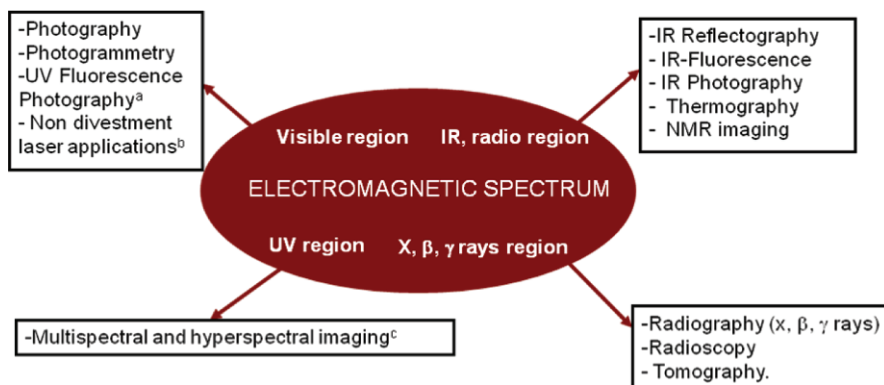 -Photography
-Photogrammetry
-UV Fluorescence
Photographyᵃ
- Non divestment
laser applicationsᵇ
-IR Reflectography
-IR-Fluorescence
-IR Photography
- Thermography
- NMR imaging
Visible region IR, radio region
ELECTROMAGNETIC SPECTRUM
UV region X, β, γ rays region
-Multispectral and hyperspectral imagingᶜ
-Radiography (x, β, γ rays)
-Radioscopy
- Tomography.